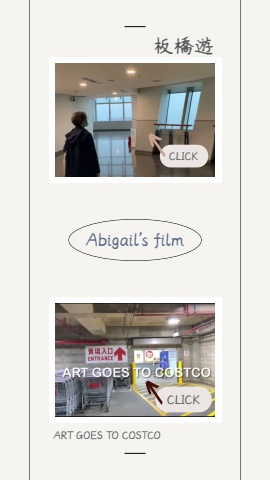 板橋遊
CLICK
Abigail's film
賣場入口
ENTRANCE
ART GOES TO COSTCO
CLICK
ART GOES TO COSTCO